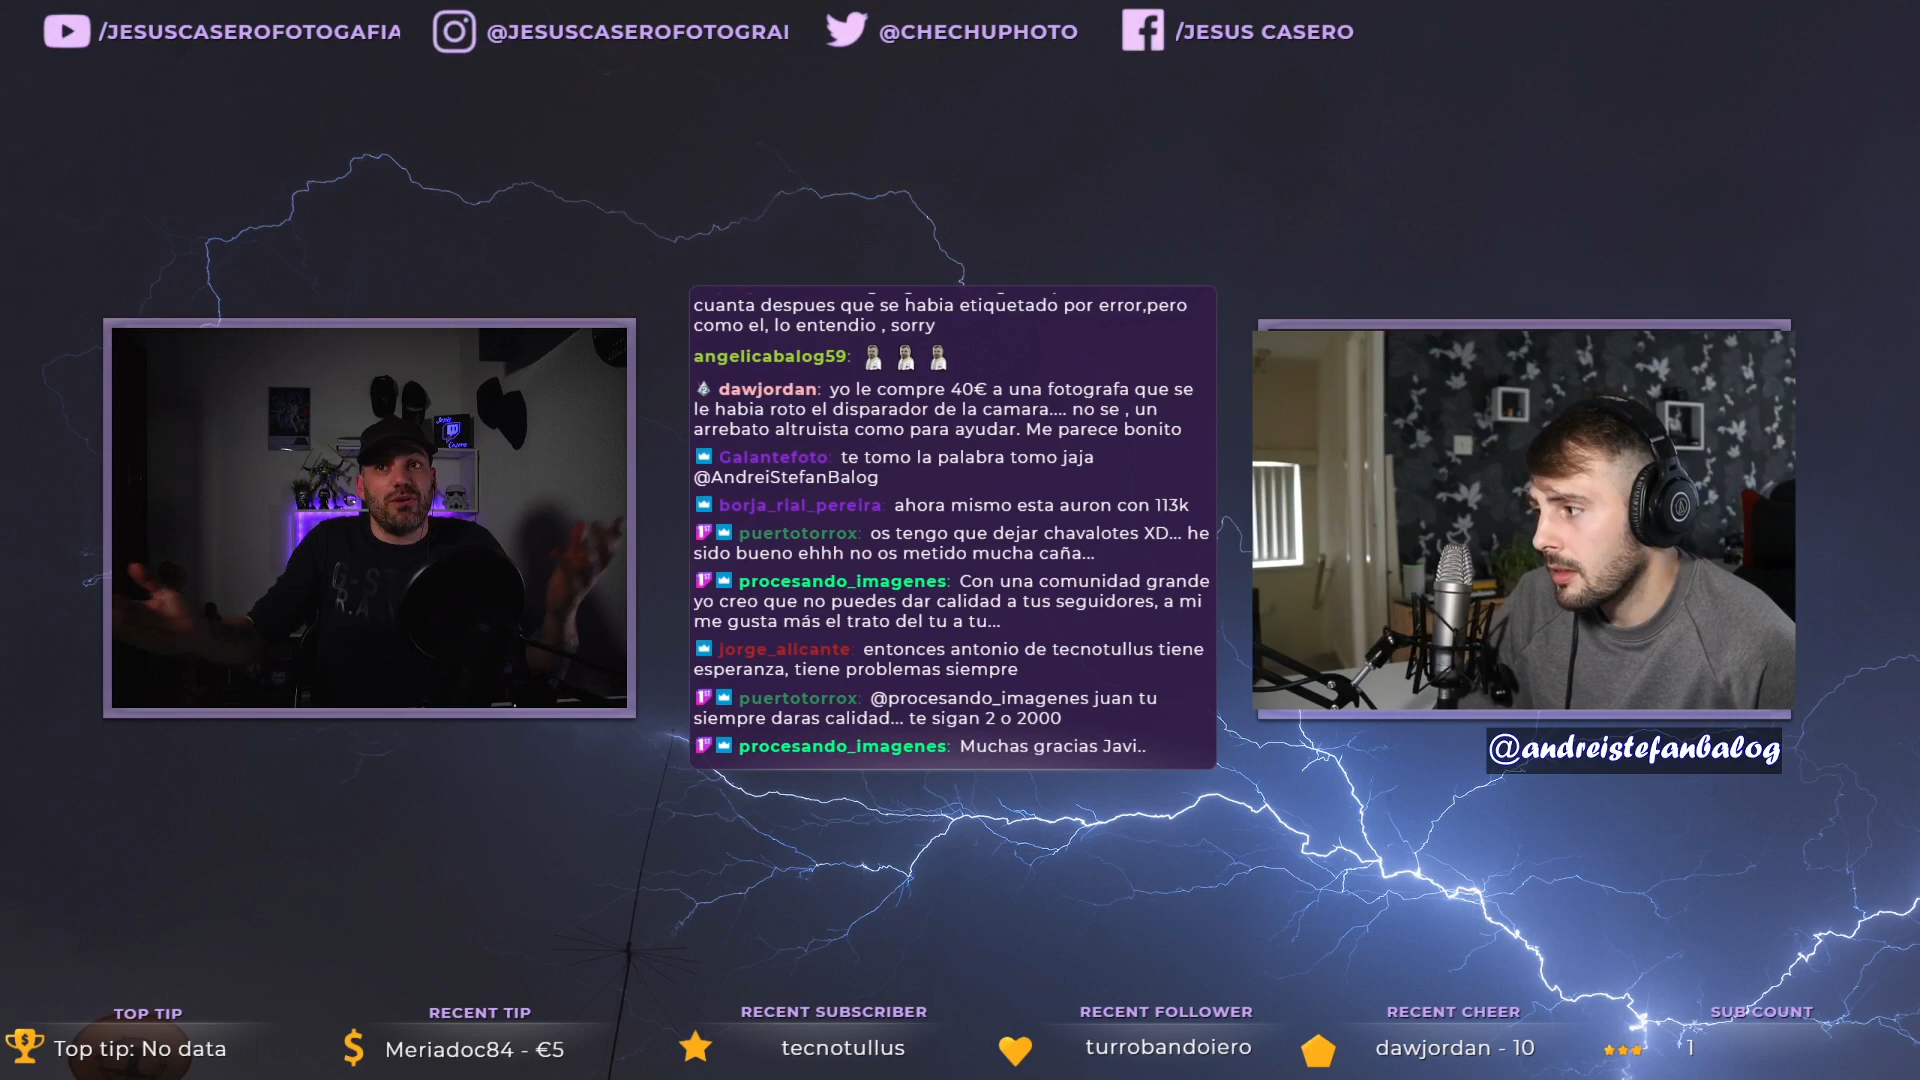 /JESUSCASEROFOTOGAFIA
@JESUSCASEROFOTOGRAI
@CHECHUPHOTO
/JESUS CASERO
cuanta despues que se habia etiquetado por error,pero
como el, lo entendio , sorry
angelicabalog59:
dawjordan: yo le compre 40€ a una fotografa que se
le habia roto el disparador de la camara.... no se , un
arrebato altruista como para ayudar. Me parece bonito
Galantefoto: te tomo la palabra tomo jaja
@AndreiStefanBalog
borja_rial_pereira: ahora mismo esta auron con 113k
puertotorrox: os tengo que dejar chavalotes XD... he
sido bueno ehhh no os metido mucha caña...
procesando_imagenes: Con una comunidad grande
yo creo que no puedes dar calidad a tus seguidores, a mi
me gusta más el trato del tu a tu...
jorge_alicante: entonces antonio de tecnotullus tiene
esperanza, tiene problemas siempre
puertotorrox: @procesando_imagenes juan tu
siempre daras calidad... te sigan 2 o 2000
procesando_imagenes: Muchas gracias Javi..
@andreistefanbalog
TOP TIP
Top tip: No data
RECENT TIP
Meriadoc84 - €5
RECENT SUBSCRIBER
tecnotullus
RECENT FOLLOWER
turrobandoiero
RECENT CHEER
dawjordan - 10
SUB COUNT
1